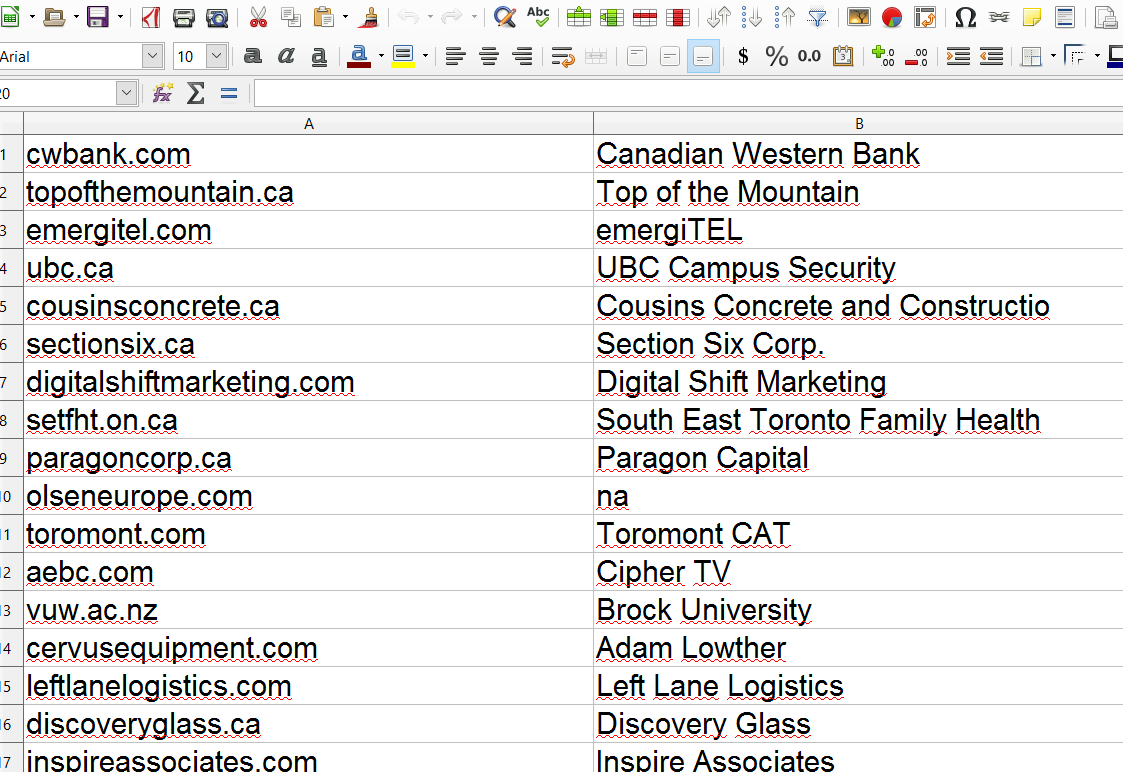 Abc
Arial 10 a a a a $ % 0.0
20 fx Σ =
A B
1 cwbank.com Canadian Western Bank
2 topofthemountain.ca Top of the Mountain
3 emergitel.com emergiTEL
4 ubc.ca UBC Campus Security
5 cousinsconcrete.ca Cousins Concrete and Constructio
6 sectionsix.ca Section Six Corp.
7 digitalshiftmarketing.com Digital Shift Marketing
8 setfht.on.ca South East Toronto Family Health
9 paragoncorp.ca Paragon Capital
10 olseneurope.com na
11 toromont.com Toromont CAT
12 aebc.com Cipher TV
13 vuw.ac.nz Brock University
14 cervusequipment.com Adam Lowther
15 leftlanelogistics.com Left Lane Logistics
16 discoveryglass.ca Discovery Glass
17 inspireassociates.com Inspire Associates